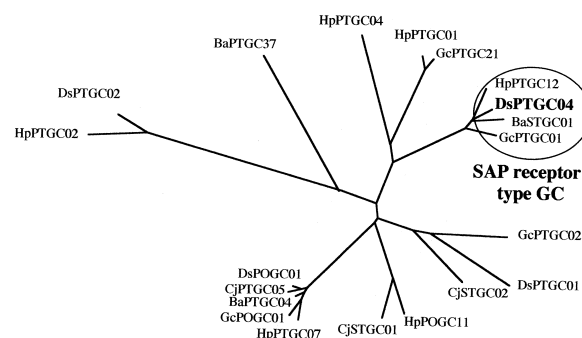 HpPTGC04
HpPTGC01
BaPTGC37
GcPTGC21
HpPTGC12
DsPTGC02
DsPTGC04
BaSTGC01
HpPTGC02
GcPTGC01
SAP receptor
type GC
GcPTGC02
DsPOGC01
CjPTGC05
CjSTGC02
DsPTGC01
BaPTGC04
GcPOGC01
HpPTGC07
CjSTGC01
HpPOGC11